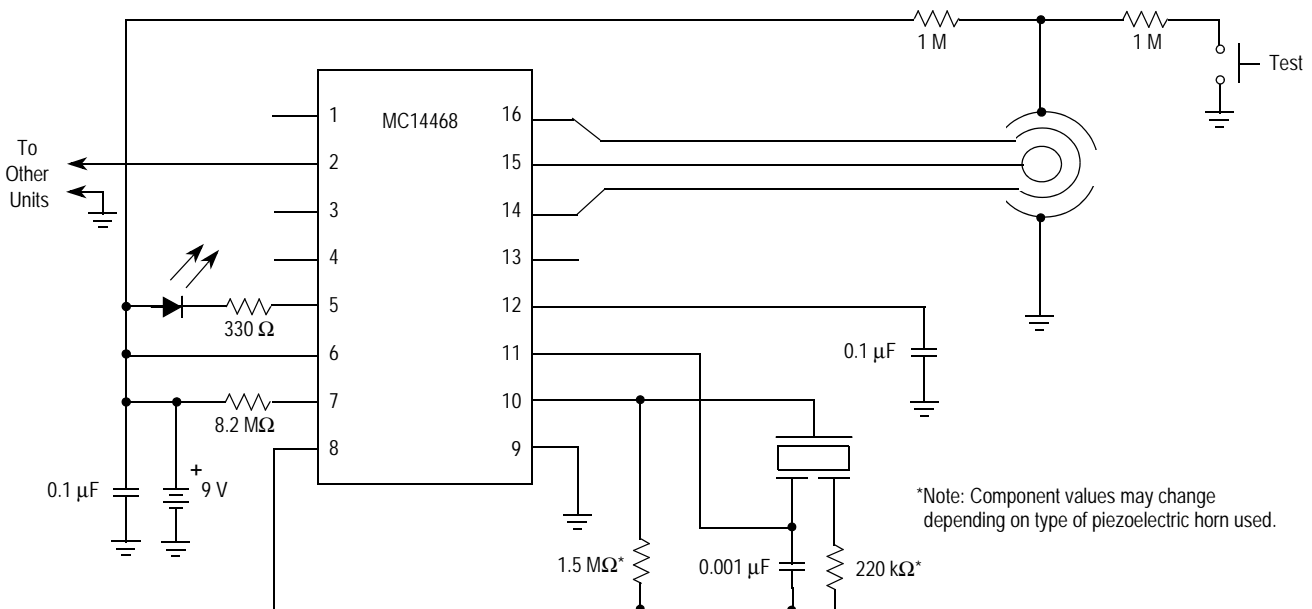 1 M
1 M
Test
MC14468
To
Other
Units
1
2
3
4
5
6
7
8
16
15
14
13
12
11
10
9
330 Ω
8.2 MΩ
0.1 µF
+
9 V
0.1 µF
1.5 MΩ*
0.001 µF
220 kΩ*
*Note: Component values may change
depending on type of piezoelectric horn used.